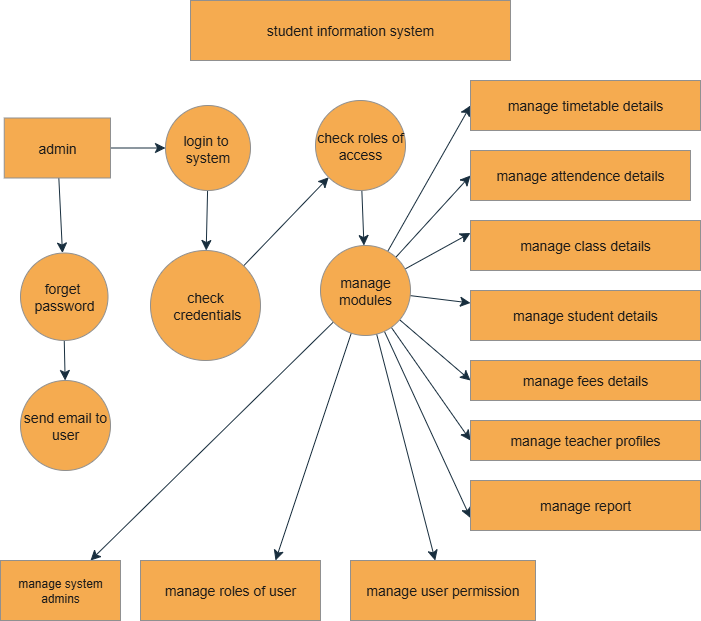 student information system
admin
login to
system
check roles of
access
manage timetable details
manage attendence details
manage class details
forget
password
check
credentials
manage
modules
manage student details
manage fees details
send email to
user
manage teacher profiles
manage report
manage system
admins
manage roles of user
manage user permission